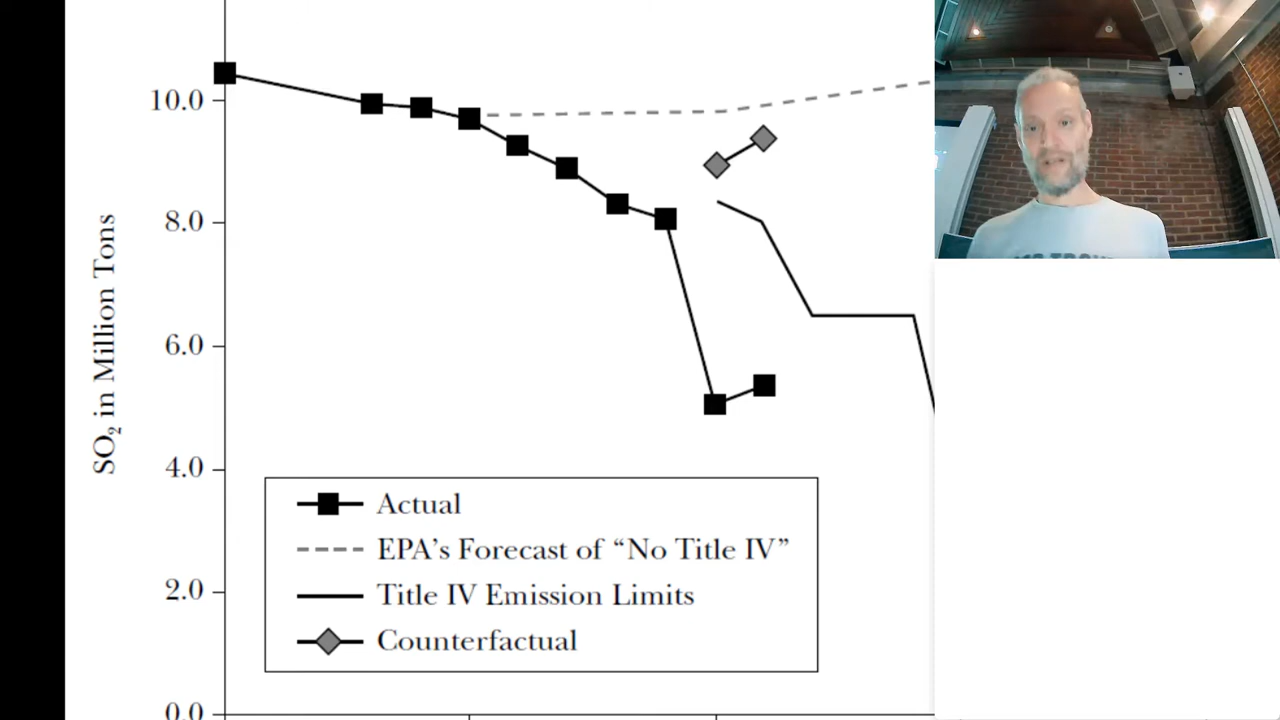 10.0
8.0
6.0
4.0
2.0
0.0
SO2 in Million Tons
Actual
EPA's Forecast of “No Title IV”
Title IV Emission Limits
Counterfactual